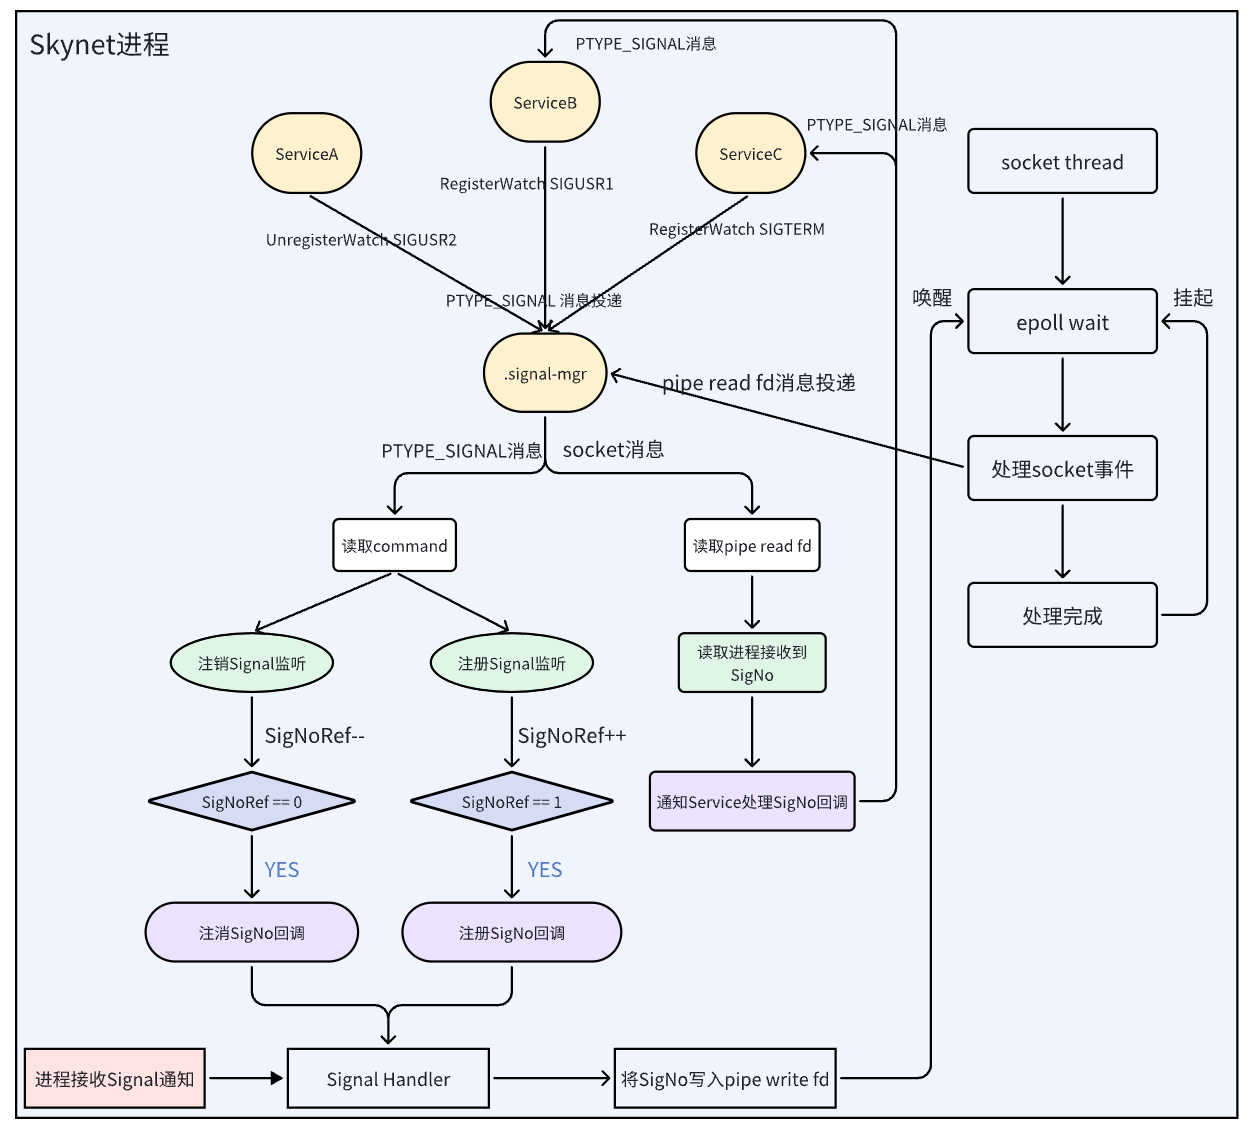 Skynet进程
PTYPE_SIGNAL消息
ServiceB
ServiceA
ServiceC
PTYPE_SIGNAL消息
socket thread
RegisterWatch SIGUSR1
UnregisterWatch SIGUSR2
RegisterWatch SIGTERM
PTYPE_SIGNAL 消息投递
唤醒
挂起
epoll wait
.signal-mgr
pipe read fd消息投递
PTYPE_SIGNAL消息
socket消息
处理socket事件
读取command
读取pipe read fd
处理完成
注销Signal监听
注册Signal监听
读取进程接收到
SigNo
SigNoRef--
SigNoRef++
SigNoRef == 0
SigNoRef == 1
通知Service处理SigNo回调
YES
YES
注消SigNo回调
注册SigNo回调
进程接收Signal通知
Signal Handler
将SigNo写入pipe write fd